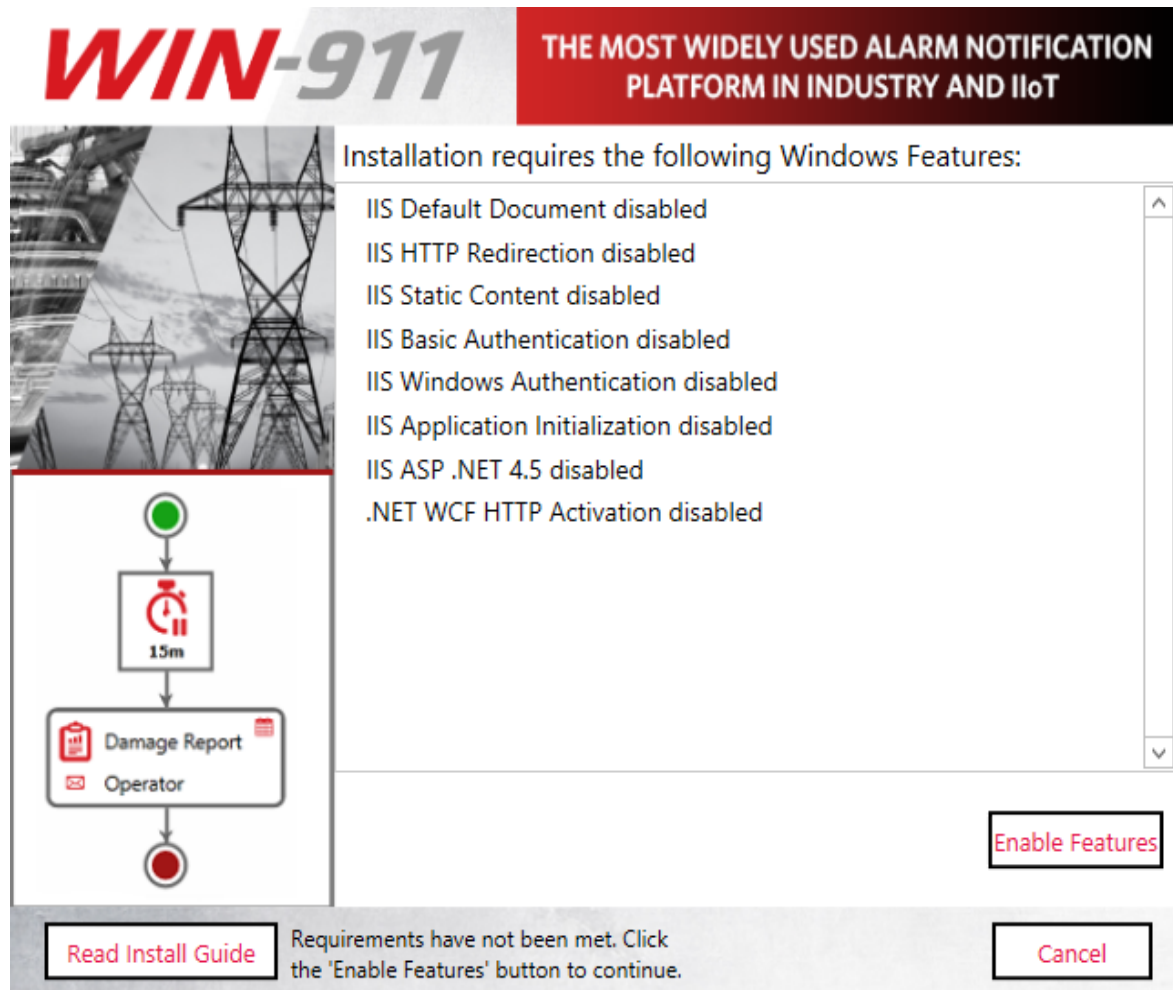 WIN-911
THE MOST WIDELY USED ALARM NOTIFICATION
PLATFORM IN INDUSTRY AND IIoT
Installation requires the following Windows Features:
IIS Default Document disabled
IIS HTTP Redirection disabled
IIS Static Content disabled
IIS Basic Authentication disabled
IIS Windows Authentication disabled
IIS Application Initialization disabled
IIS ASP .NET 4.5 disabled
.NET WCF HTTP Activation disabled
15m
Damage Report
Operator
Enable Features
Read Install Guide
Requirements have not been met. Click
the 'Enable Features' button to continue.
Cancel